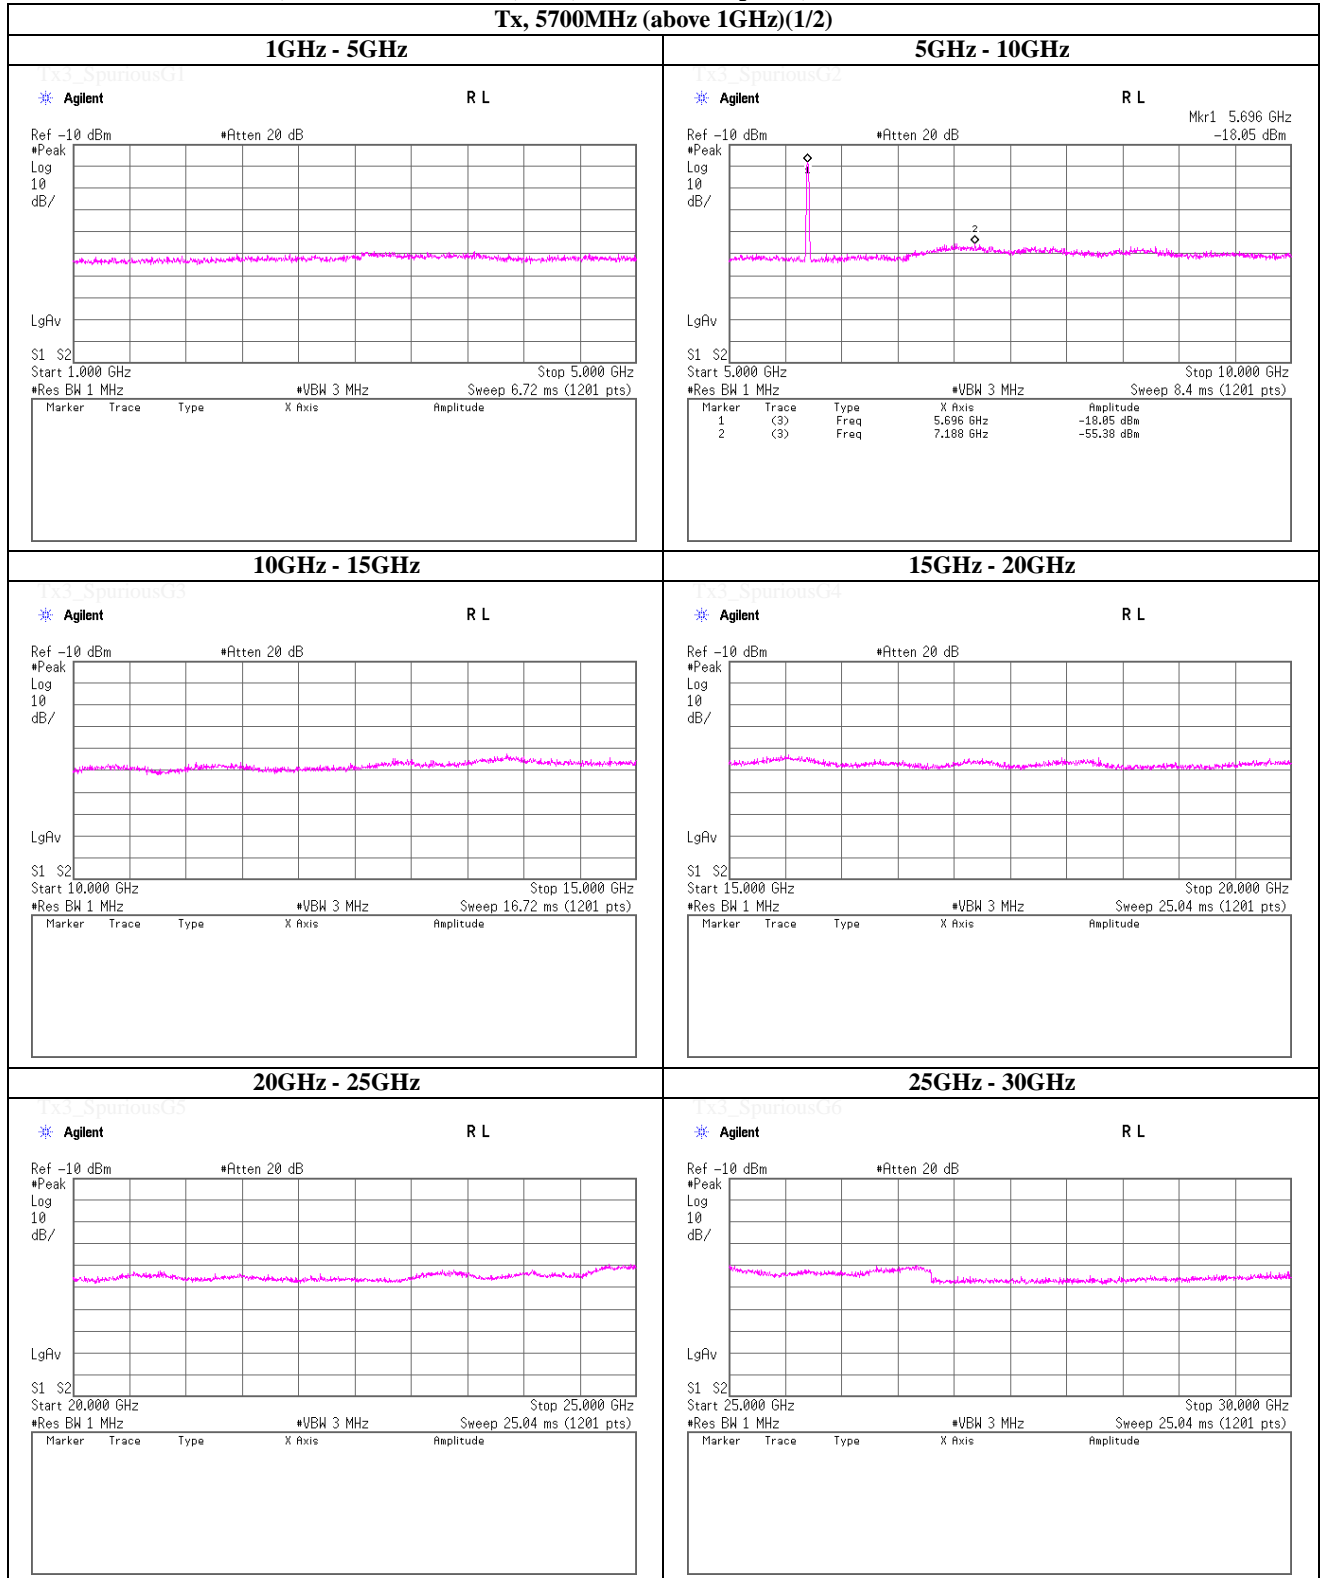 Tx, 5700MHz (above 1GHz)(1/2)
1GHz - 5GHz
Tx3_SpuriousG1
Agilent R L
Ref -10 dBm #Atten 20 dB
#Peak
Log
10
dB/
LgAv
S1 S2
Start 1.000 GHz Stop 5.000 GHz
#Res BW 1 MHz #VBW 3 MHz Sweep 6.72 ms (1201 pts)
Marker Trace Type X Axis Amplitude
5GHz - 10GHz
Tx3_SpuriousG2
Agilent R L
Mkr1 5.696 GHz
Ref -10 dBm #Atten 20 dB -18.05 dBm
#Peak
Log
10
dB/
1
2
LgAv
S1 S2
Start 5.000 GHz Stop 10.000 GHz
#Res BW 1 MHz #VBW 3 MHz Sweep 8.4 ms (1201 pts)
Marker Trace Type X Axis Amplitude
1 (3) Freq 5.696 GHz -18.05 dBm
2 (3) Freq 7.188 GHz -55.38 dBm
10GHz - 15GHz
Tx3_SpuriousG3
Agilent R L
Ref -10 dBm #Atten 20 dB
#Peak
Log
10
dB/
LgAv
S1 S2
Start 10.000 GHz Stop 15.000 GHz
#Res BW 1 MHz #VBW 3 MHz Sweep 16.72 ms (1201 pts)
Marker Trace Type X Axis Amplitude
15GHz - 20GHz
Tx3_SpuriousG4
Agilent R L
Ref -10 dBm #Atten 20 dB
#Peak
Log
10
dB/
LgAv
S1 S2
Start 15.000 GHz Stop 20.000 GHz
#Res BW 1 MHz #VBW 3 MHz Sweep 25.04 ms (1201 pts)
Marker Trace Type X Axis Amplitude
20GHz - 25GHz
Tx3_SpuriousG5
Agilent R L
Ref -10 dBm #Atten 20 dB
#Peak
Log
10
dB/
LgAv
S1 S2
Start 20.000 GHz Stop 25.000 GHz
#Res BW 1 MHz #VBW 3 MHz Sweep 25.04 ms (1201 pts)
Marker Trace Type X Axis Amplitude
25GHz - 30GHz
Tx3_SpuriousG6
Agilent R L
Ref -10 dBm #Atten 20 dB
#Peak
Log
10
dB/
LgAv
S1 S2
Start 25.000 GHz Stop 30.000 GHz
#Res BW 1 MHz #VBW 3 MHz Sweep 25.04 ms (1201 pts)
Marker Trace Type X Axis Amplitude